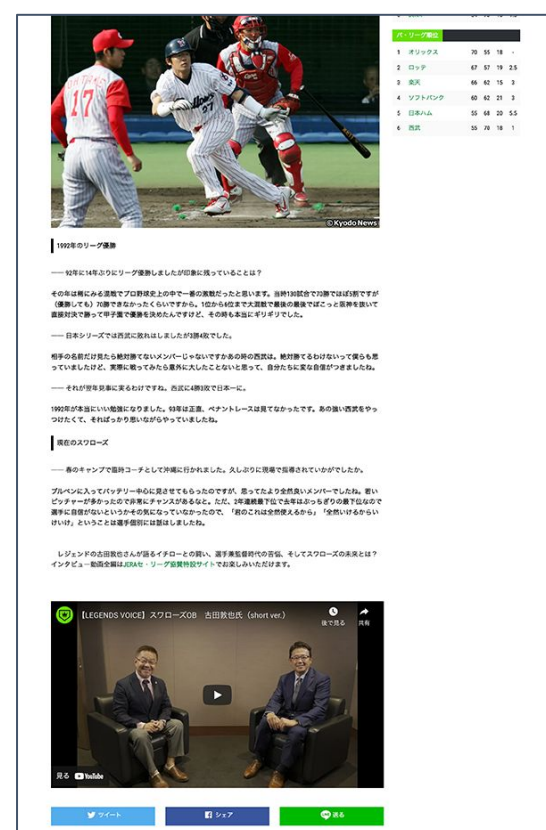 パ・リーグ順位
1 オリックス 70 55 18 -
2 ロッテ 67 57 19 2.5
3 楽天 66 62 15 3
4 ソフトバンク 60 62 21 3
5 日本ハム 55 68 20 5.5
6 西武 55 70 18 1
17
27
©Kyodo News
1992年のリーグ優勝
―― 92年に14年ぶりにリーグ優勝しましたが印象に残っていることは？
その年は稀にみる混戦でプロ野球史上の中で一番の激戦だったと思います。当時130試合で70勝ではほぼ5割ですが
（優勝しても）70勝できなかったくらいですから。1位から6位まで大混戦で最後の最後でぽこっと阪神を抜いて
直接対決で勝って甲子園で優勝を決めたんですけど、その時も本当にギリギリでした。
―― 日本シリーズでは西武に敗れはしましたが3勝4敗でした。
相手の名前だけ見たら絶対勝てないメンバーじゃないですかあの時の西武は。絶対勝てるわけないって僕らも思
っていましたけど、実際に戦ってみたら意外に大したことないと思って、自分たちに変な自信がつきましたね。
―― それが翌年見事に実るわけですね。西武に4勝3敗で日本一に。
1992年が本当にいい勉強になりました。93年は正直、ペナントレースは見てなかったです。あの強い西武をやっ
つけたくて、そればっかり思いながらやっていましたね。
現在のスワローズ
―― 春のキャンプで臨時コーチとして沖縄に行かれました。久しぶりに現場で指導されていかがでしたか。
ブルペンに入ってバッテリー中心に見させてもらったのですが、思ってたより全然良いメンバーでしたね。若い
ピッチャーが多かったので非常にチャンスがあるなと。ただ、2年連続最下位で去年はぶっちぎりの最下位なので
選手に自信がないというかその気になっていなかったので、「君のこれは全然使えるから」「全然いけるからい
けいけ」ということは選手個別には話はしましたね。
レジェンドの古田敦也さんが語るイチローとの闘い、選手兼監督時代の苦悩、そしてスワローズの未来とは？
インタビュー動画全編はJERAセ・リーグ協賛特設サイトでお楽しみいただけます。
【LEGENDS VOICE】スワローズOB 古田敦也氏（short ver.）
後で見る
共有
見る YouTube
ツイート
シェア
送る